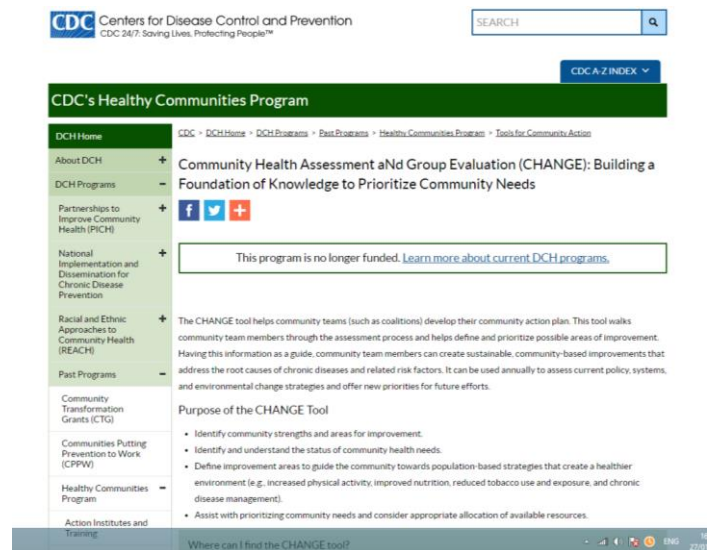 CDC Centers for Disease Control and Prevention
CDC 24/7: Saving Lives, Protecting People™
SEARCH
CDC A-Z INDEX
CDC's Healthy Communities Program
DCH Home
About DCH +
DCH Programs −
Partnerships to
Improve Community
Health (PICH) +
National
Implementation and
Dissemination for
Chronic Disease
Prevention +
Racial and Ethnic
Approaches to
Community Health
(REACH) +
Past Programs −
Community
Transformation
Grants (CTG)
Communities Putting
Prevention to Work
(CPPW)
Healthy Communities
Program −
Action Institutes and
Training
CDC > DCH Home > DCH Programs > Past Programs > Healthy Communities Program > Tools for Community Action
Community Health Assessment aNd Group Evaluation (CHANGE): Building a
Foundation of Knowledge to Prioritize Community Needs
This program is no longer funded. Learn more about current DCH programs.
The CHANGE tool helps community teams (such as coalitions) develop their community action plan. This tool walks
community team members through the assessment process and helps define and prioritize possible areas of improvement.
Having this information as a guide, community team members can create sustainable, community-based improvements that
address the root causes of chronic diseases and related risk factors. It can be used annually to assess current policy, systems,
and environmental change strategies and offer new priorities for future efforts.
Purpose of the CHANGE Tool
• Identify community strengths and areas for improvement.
• Identify and understand the status of community health needs.
• Define improvement areas to guide the community towards population-based strategies that create a healthier
environment (e.g., increased physical activity, improved nutrition, reduced tobacco use and exposure, and chronic
disease management).
• Assist with prioritizing community needs and consider appropriate allocation of available resources.
Where can I find the CHANGE tool?
ENG